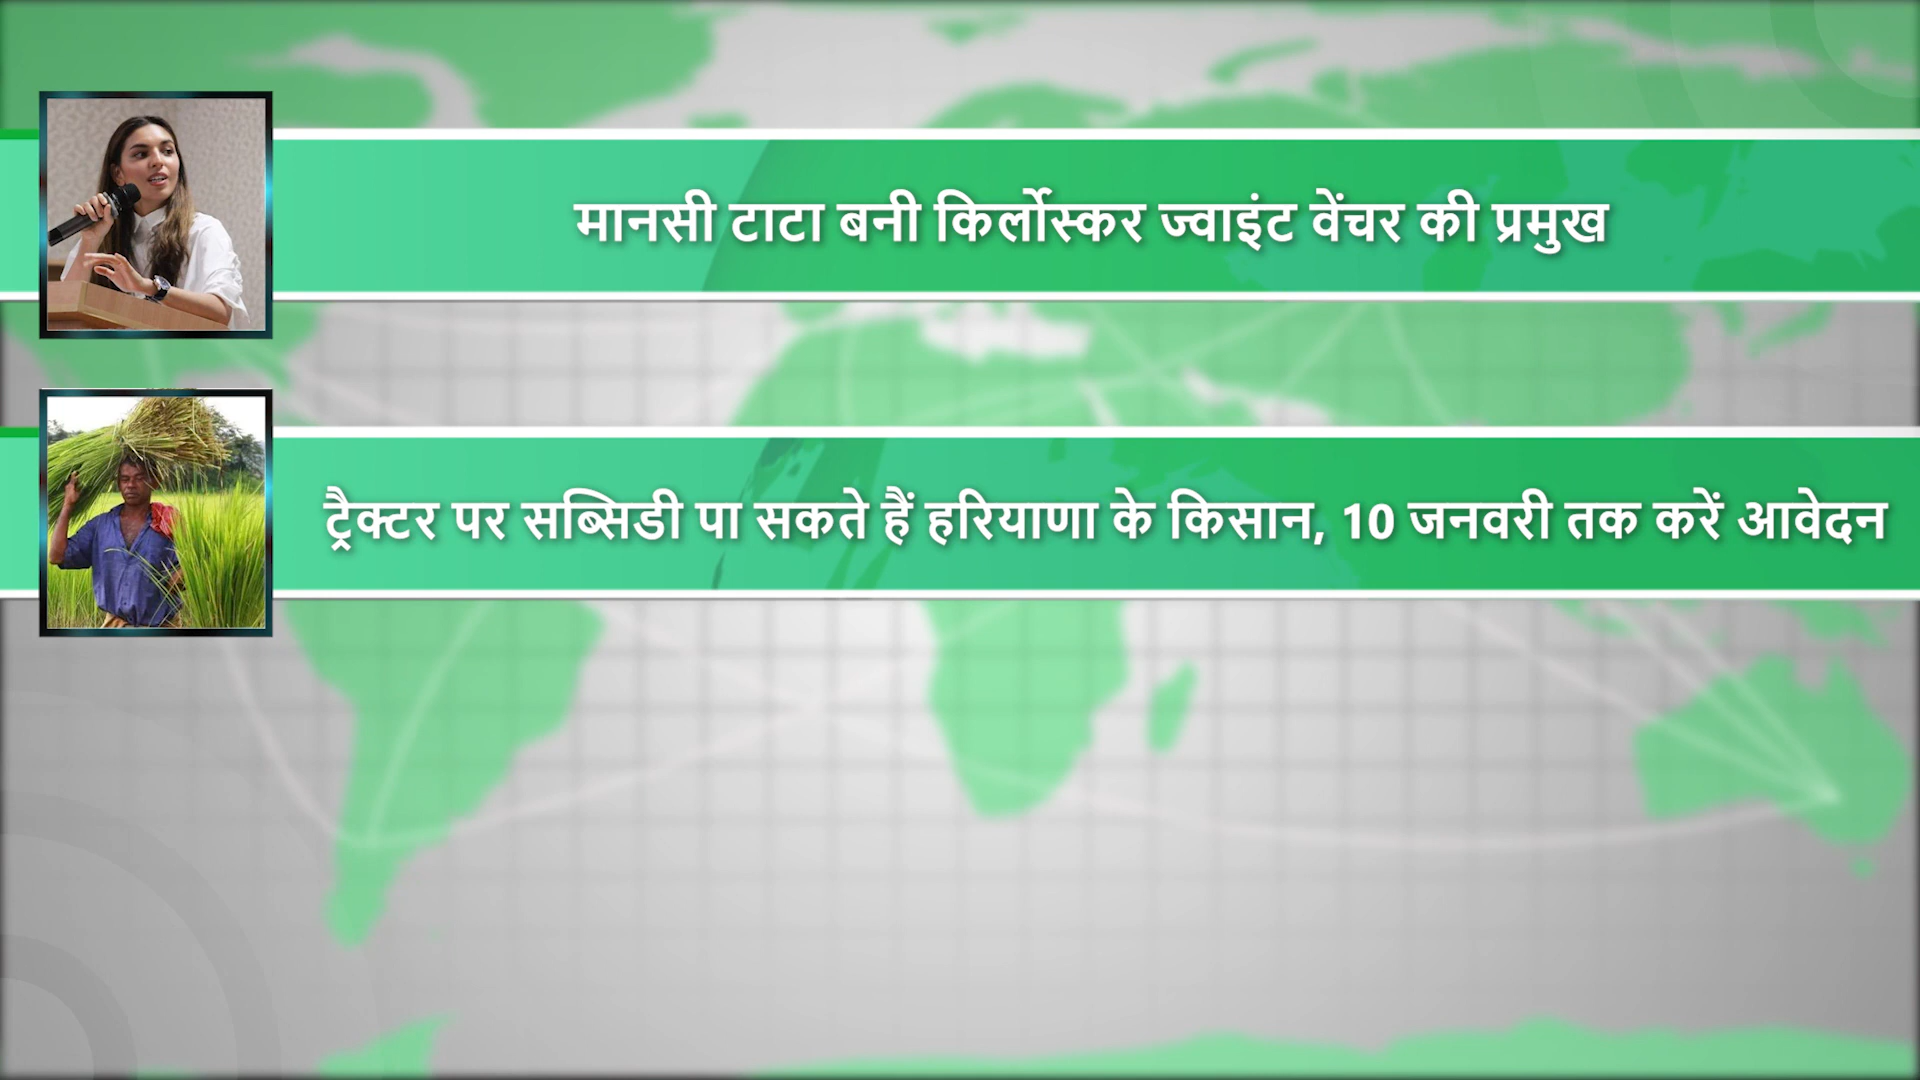 मानसी टाटा बनी किर्लोस्कर ज्वाइंट वेंचर की प्रमुख
ट्रैक्टर पर सब्सिडी पा सकते हैं हरियाणा के किसान, 10 जनवरी तक करें आवेदन